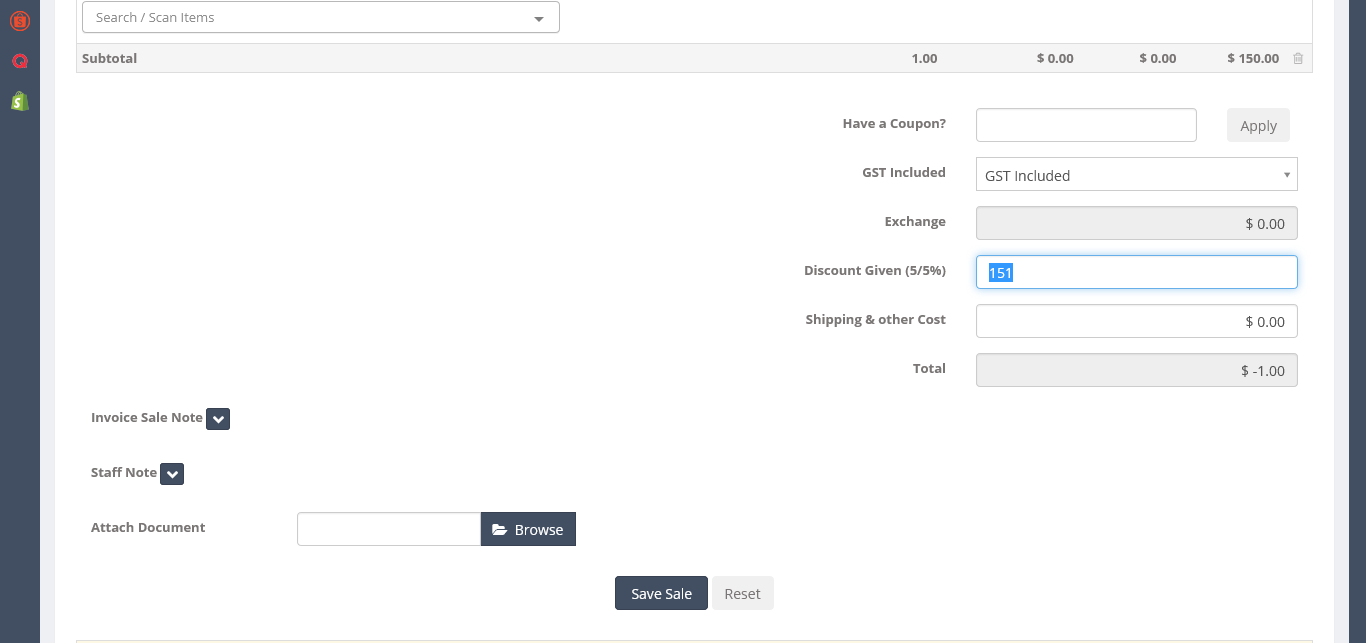 Search / Scan Items
Subtotal 1.00 $ 0.00 $ 0.00 $ 150.00
Have a Coupon? Apply
GST Included GST Included
Exchange $ 0.00
Discount Given (5/5%) 151
Shipping & other Cost $ 0.00
Total $ -1.00
Invoice Sale Note
Staff Note
Attach Document Browse
Save Sale Reset